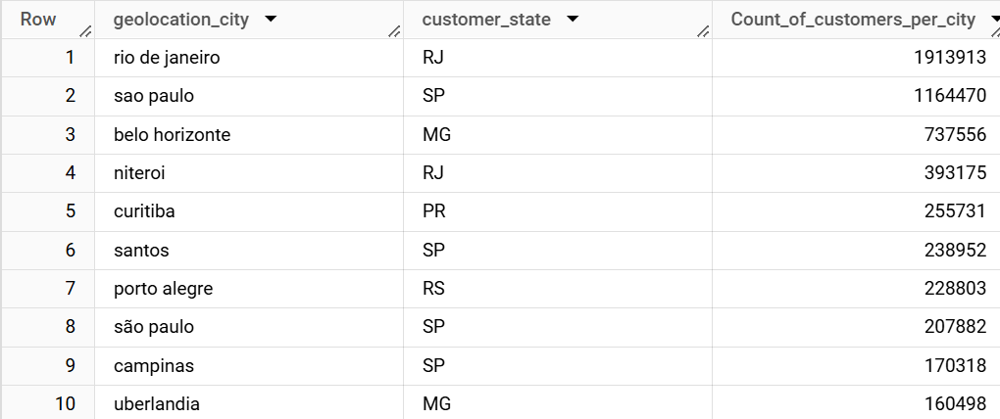 Row geolocation_city customer_state Count_of_customers_per_city
1 rio de janeiro RJ 1913913
2 sao paulo SP 1164470
3 belo horizonte MG 737556
4 niteroi RJ 393175
5 curitiba PR 255731
6 santos SP 238952
7 porto alegre RS 228803
8 são paulo SP 207882
9 campinas SP 170318
10 uberlandia MG 160498